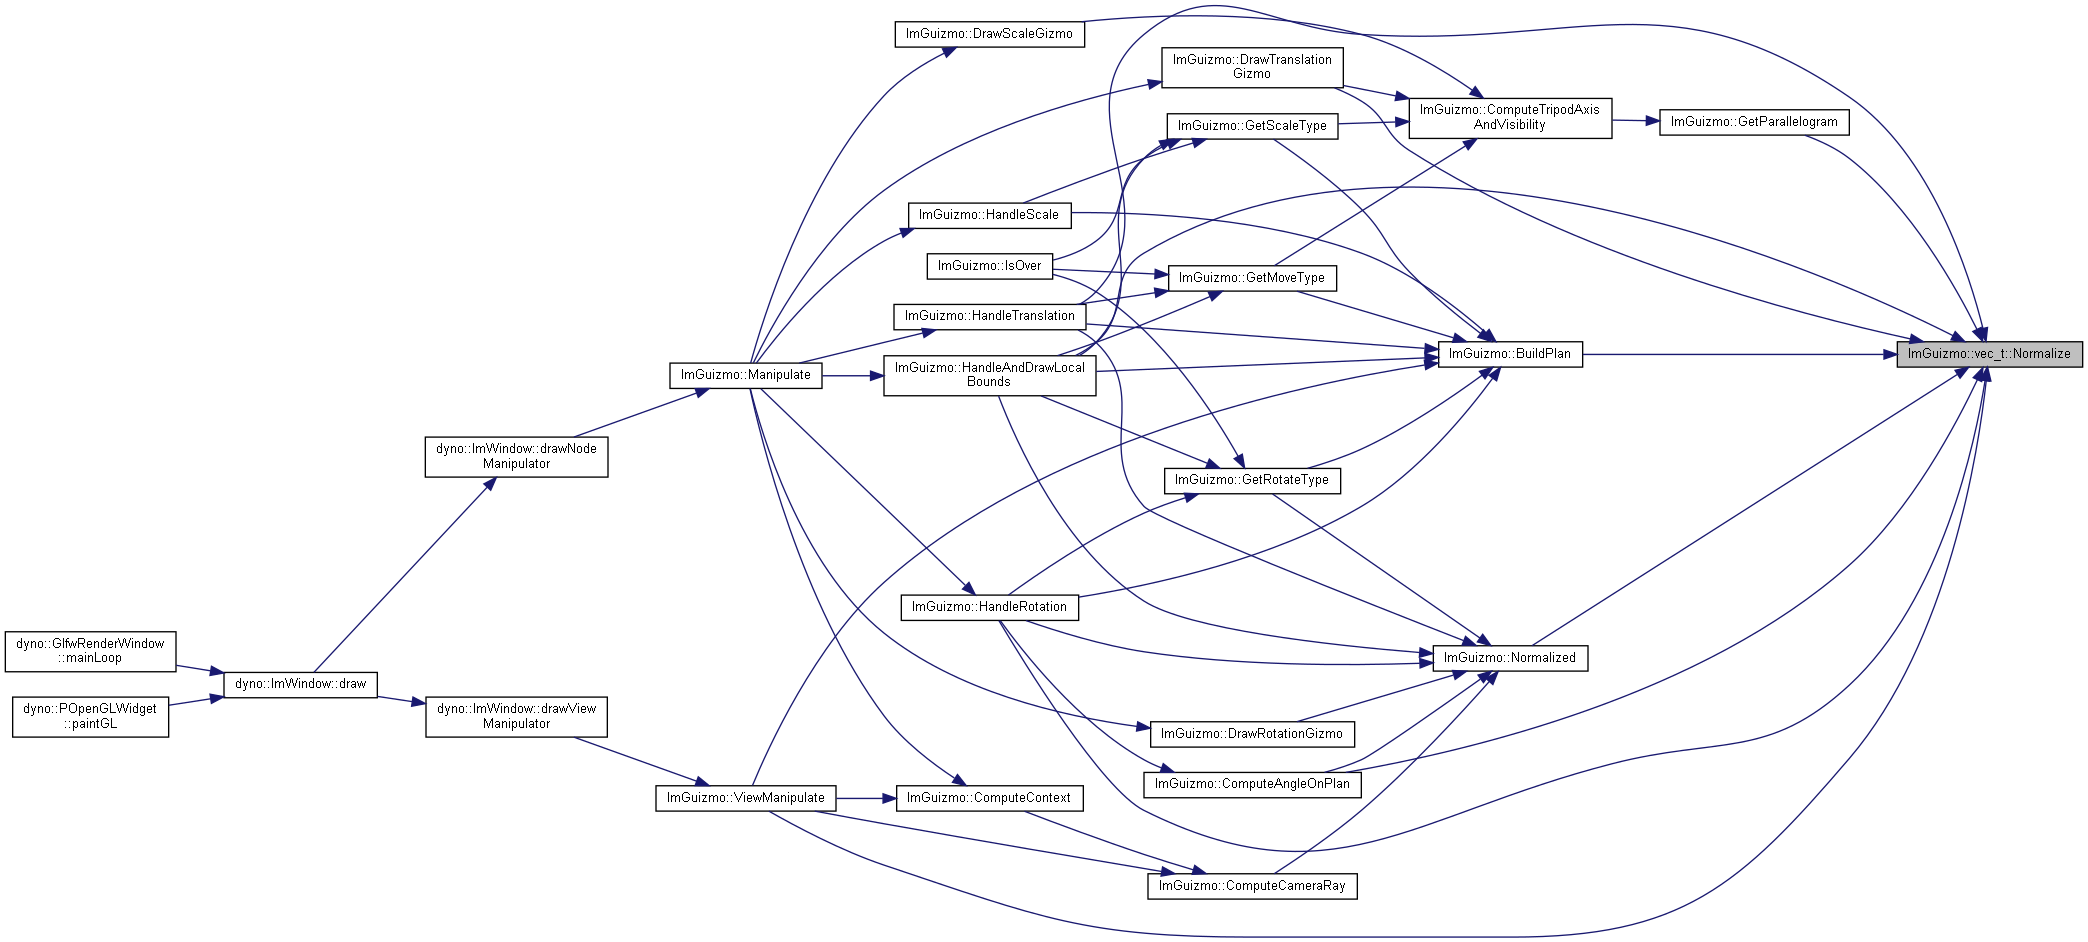 ImGuizmo::DrawScaleGizmo
ImGuizmo::DrawTranslation
Gizmo
ImGuizmo::ComputeTripodAxis
AndVisibility
ImGuizmo::GetParallelogram
ImGuizmo::GetScaleType
ImGuizmo::HandleScale
ImGuizmo::IsOver
ImGuizmo::GetMoveType
ImGuizmo::HandleTranslation
ImGuizmo::BuildPlan
ImGuizmo::vec_t::Normalize
ImGuizmo::Manipulate
ImGuizmo::HandleAndDrawLocal
Bounds
dyno::ImWindow::drawNode
Manipulator
ImGuizmo::GetRotateType
ImGuizmo::HandleRotation
dyno::GlfwRenderWindow
::mainLoop
ImGuizmo::Normalized
dyno::ImWindow::draw
dyno::POpenGLWidget
::paintGL
dyno::ImWindow::drawView
Manipulator
ImGuizmo::DrawRotationGizmo
ImGuizmo::ComputeAngleOnPlan
ImGuizmo::ViewManipulate
ImGuizmo::ComputeContext
ImGuizmo::ComputeCameraRay